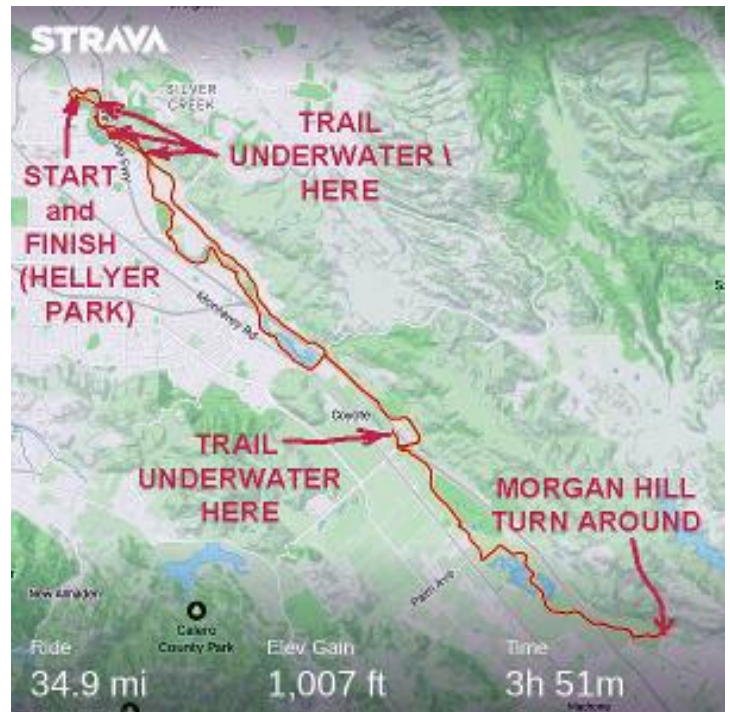 STRAVA
SILVER
CREEK
TRAIL
UNDERWATER \
HERE
START
and
FINISH
(HELLYER
PARK)
Monterey Rd
Coyote
TRAIL
UNDERWATER
HERE
MORGAN HILL
TURN AROUND
Palm Ave
New Almaden
Calero
County Park
Ride
Elev Gain
Time
34.9 mi
1,007 ft
3h 51m